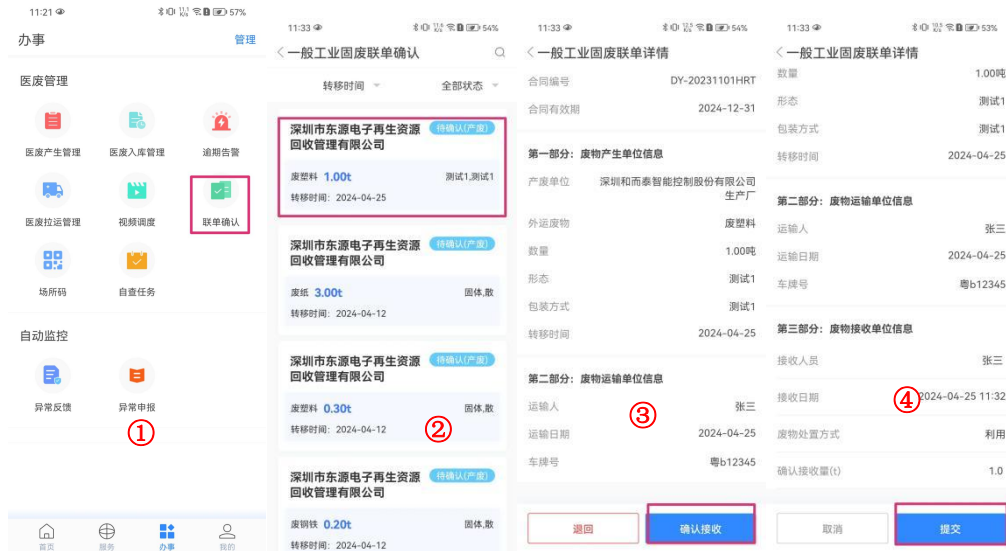 11:21
57%
办事
管理
医废管理
医废产生管理
医废入库管理
逾期告警
医废拉运管理
视频调度
联单确认
场所码
自查任务
自动监控
异常反馈
异常申报
①
首页
服务
办事
我的
11:33
54%
一般工业固废联单确认
转移时间
全部状态
深圳市东源电子再生资源
回收管理有限公司
待确认(产废)
废塑料 1.00t
测试1,测试1
转移时间: 2024-04-25
深圳市东源电子再生资源
回收管理有限公司
待确认(产废)
废纸 3.00t
固体,散
转移时间: 2024-04-12
深圳市东源电子再生资源
回收管理有限公司
待确认(产废)
废塑料 0.30t
固体,散
转移时间: 2024-04-12
②
深圳市东源电子再生资源
回收管理有限公司
待确认(产废)
废钢铁 0.20t
固体,散
转移时间: 2024-04-12
11:33
54%
一般工业固废联单详情
合同编号
DY-20231101HRT
合同有效期
2024-12-31
第一部分: 废物产生单位信息
产废单位
深圳和而泰智能控制股份有限公司
生产厂
外运废物
废塑料
数量
1.00吨
形态
测试1
包装方式
测试1
转移时间
2024-04-25
第二部分: 废物运输单位信息
运输人
张三
③
运输日期
2024-04-25
车牌号
粤b12345
退回
确认接收
11:33
53%
一般工业固废联单详情
数量
1.00吨
形态
测试1
包装方式
测试1
转移时间
2024-04-25
第二部分: 废物运输单位信息
运输人
张三
运输日期
2024-04-25
车牌号
粤b12345
第三部分: 废物接收单位信息
接收人员
张三
接收日期
④
2024-04-25 11:32
废物处置方式
利用
确认接收量(t)
1.0
取消
提交